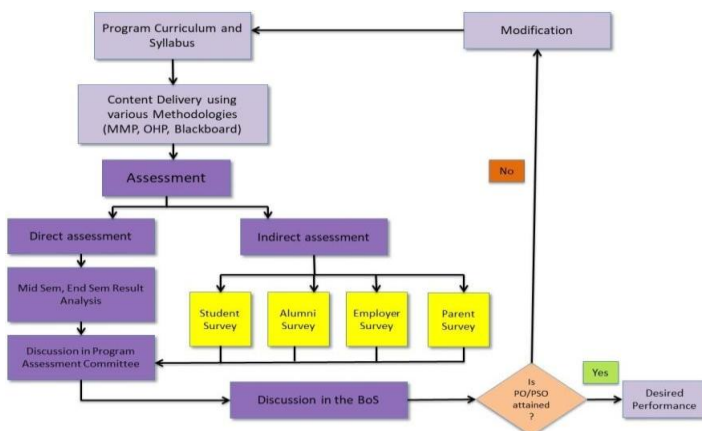 Program Curriculum and
Syllabus
Modification
Content Delivery using
various Methodologies
(MMP, OHP, Blackboard)
Assessment
No
Direct assessment
Indirect assessment
Mid Sem, End Sem Result
Analysis
Student
Survey
Alumni
Survey
Employer
Survey
Parent
Survey
Discussion in Program
Assessment Committee
Discussion in the BoS
Is
PO/PSO
attained
?
Yes
Desired
Performance